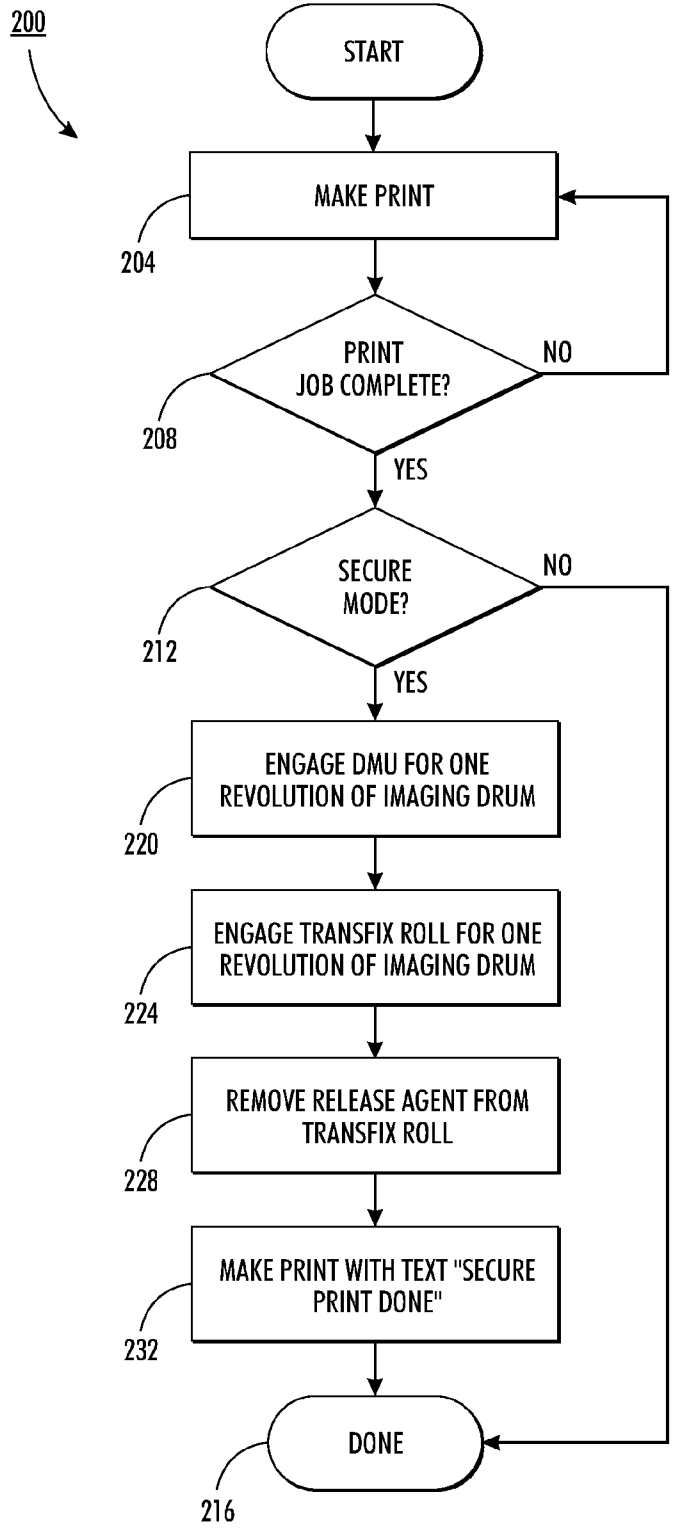 200
START
MAKE PRINT
204
PRINT
JOB COMPLETE?
NO
208
YES
SECURE
MODE?
NO
212
YES
ENGAGE DMU FOR ONE
REVOLUTION OF IMAGING DRUM
220
ENGAGE TRANSFIX ROLL FOR ONE
REVOLUTION OF IMAGING DRUM
224
REMOVE RELEASE AGENT FROM
TRANSFIX ROLL
228
MAKE PRINT WITH TEXT "SECURE
PRINT DONE"
232
DONE
216